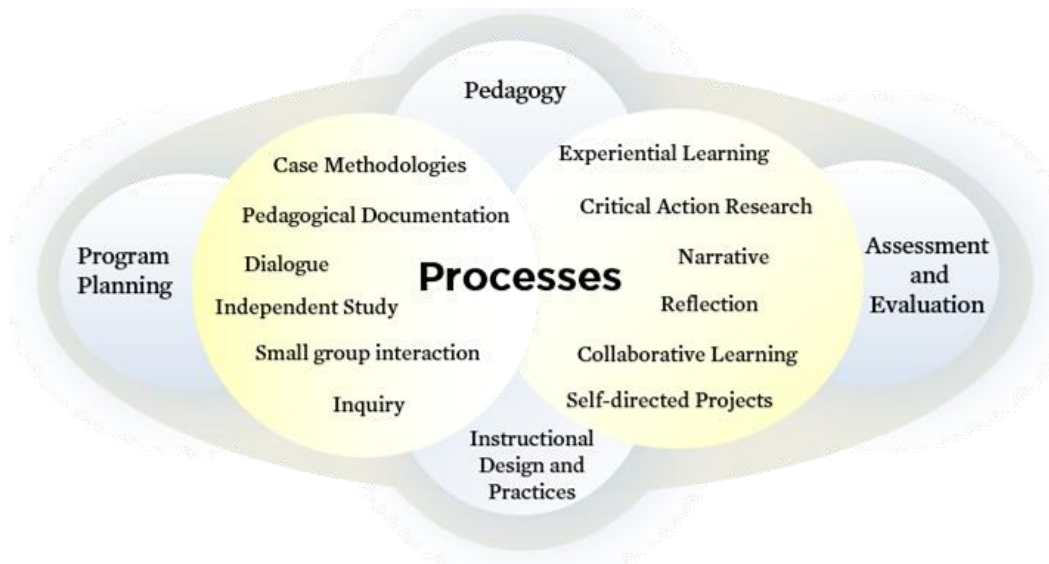 Pedagogy
Case Methodologies
Pedagogical Documentation
Dialogue
Independent Study
Small group interaction
Inquiry
Processes
Experiential Learning
Critical Action Research
Narrative
Reflection
Collaborative Learning
Self-directed Projects
Program
Planning
Assessment
and
Evaluation
Instructional
Design and
Practices